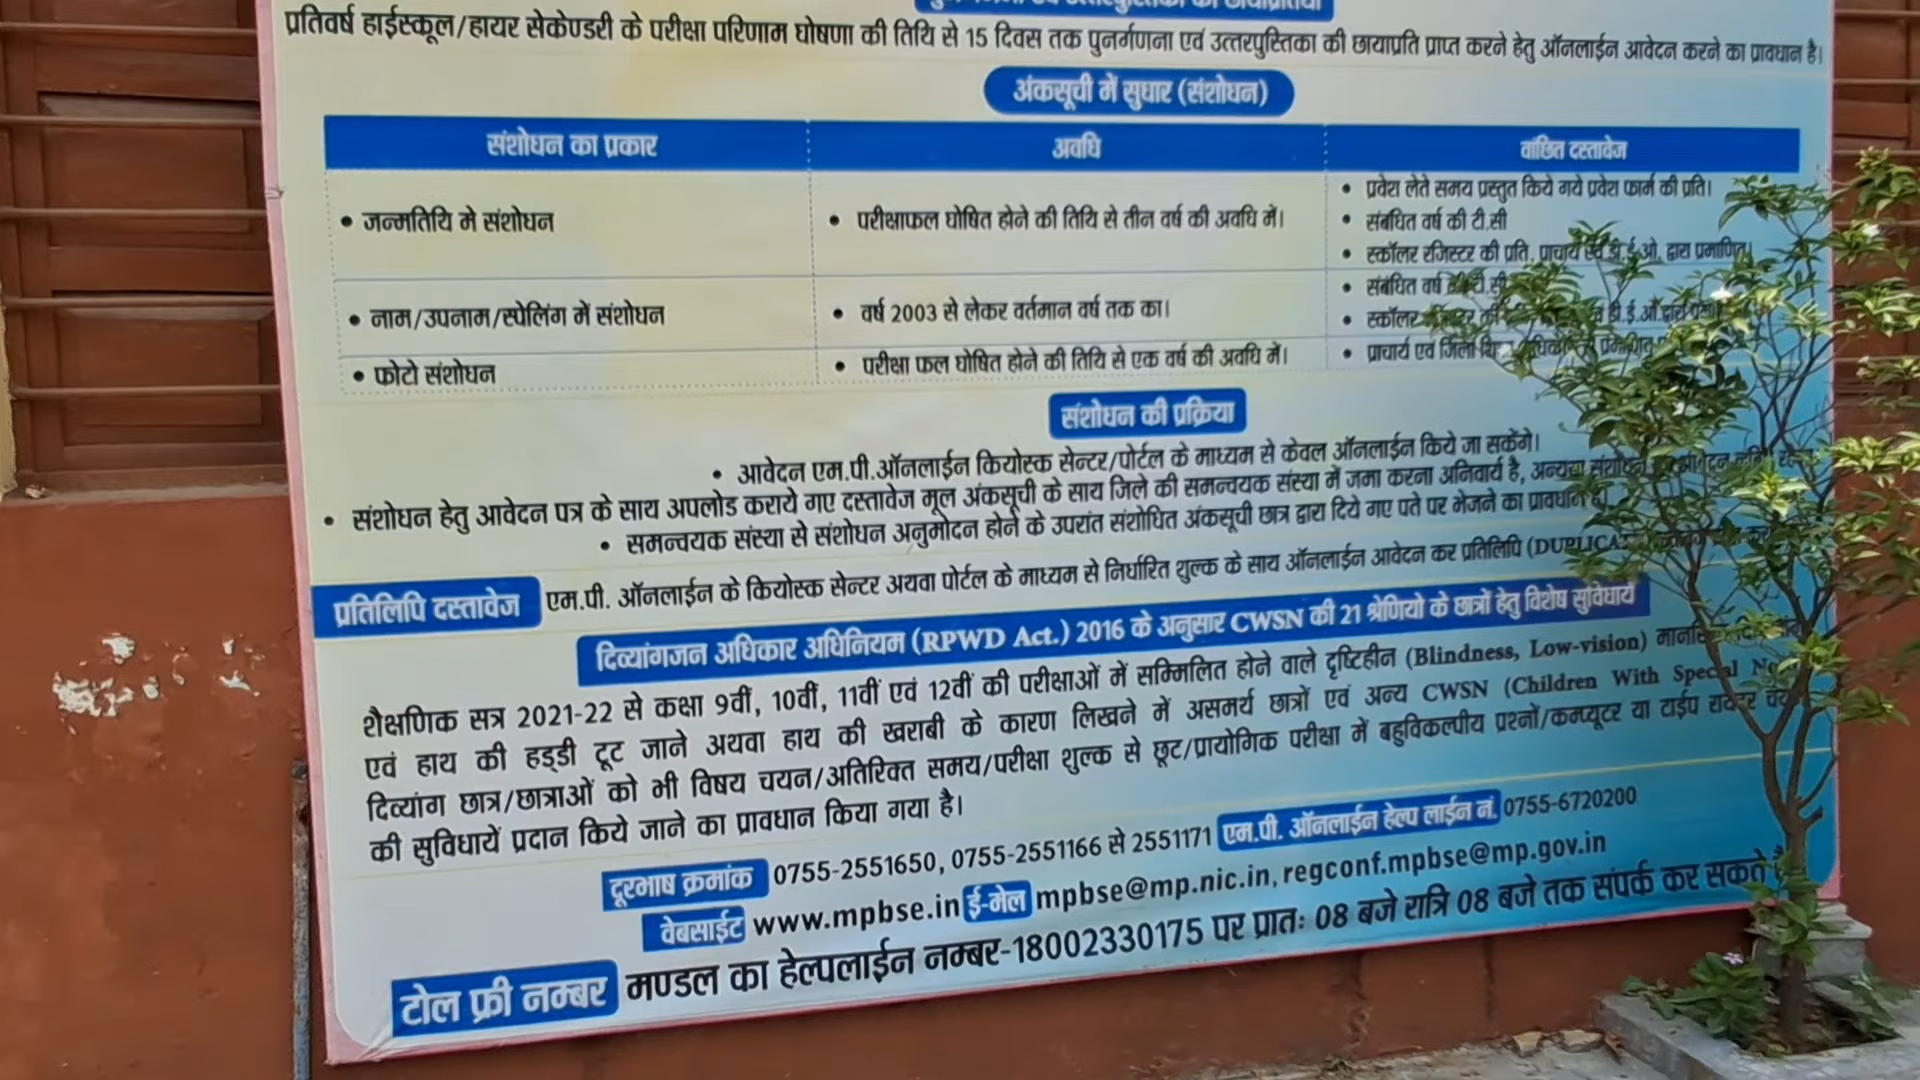 प्रतिवर्ष हाईस्कूल/हायर सेकेण्डरी के परीक्षा परिणाम घोषणा की तिथि से 15 दिवस तक पुनर्गणना एवं उत्तरपुस्तिका की छायाप्रति प्राप्त करने हेतु ऑनलाईन आवेदन करने का प्रावधान है।
अंकसूची में सुधार (संशोधन)
संशोधन का प्रकार अवधि वांछित दस्तावेज
• जन्मतिथि मे संशोधन
• परीक्षाफल घोषित होने की तिथि से तीन वर्ष की अवधि में।
• प्रवेश लेते समय प्रस्तुत किये गये प्रवेश फार्म की प्रति।
• संबधित वर्ष की टी.सी
• स्कॉलर रजिस्टर की प्रति, प्राचार्य एवं डी.ई.ओ. द्वारा प्रमाणित।
• नाम/उपनाम/स्पेलिंग में संशोधन
• वर्ष 2003 से लेकर वर्तमान वर्ष तक का।
• संबधित वर्ष टी.सी
• स्कॉलर डी.ई.ओ द्वारा
• फोटो संशोधन
• परीक्षा फल घोषित होने की तिथि से एक वर्ष की अवधि में।
• प्राचार्य एवं जिला
संशोधन की प्रक्रिया
• आवेदन एम.पी.ऑनलाईन कियोस्क सेन्टर/पोर्टल के माध्यम से केवल ऑनलाईन किये जा सकेंगे।
• संशोधन हेतु आवेदन पत्र के साथ अपलोड कराये गए दस्तावेज मूल अंकसूची के साथ जिले की समन्वयक संस्था में जमा करना अनिवार्य है, अन्यथा
• समन्वयक संस्था से संशोधन अनुमोदन होने के उपरांत संशोधित अंकसूची छात्र द्वारा दिये गए पते पर भेजने का प्रावधान है।
प्रतिलिपि दस्तावेज एम.पी. ऑनलाईन के कियोस्क सेन्टर अथवा पोर्टल के माध्यम से निर्धारित शुल्क के साथ ऑनलाईन आवेदन कर प्रतिलिपि
दिव्यांगजन अधिकार अधिनियम (RPWD Act.) 2016 के अनुसार CWSN की 21 श्रेणियो के छात्रों हेतु विशेष सुविधायें
शैक्षणिक सत्र 2021-22 से कक्षा 9वीं, 10वीं, 11वीं एवं 12वीं की परीक्षाओं में सम्मिलित होने वाले दृष्टिहीन (Blindness, Low-vision)
एवं हाथ की हड्डी टूट जाने अथवा हाथ की खराबी के कारण लिखने में असमर्थ छात्रों एवं अन्य CWSN (Children With Special
दिव्यांग छात्र/छात्राओं को भी विषय चयन/अतिरिक्त समय/परीक्षा शुल्क से छूट/प्रायोगिक परीक्षा में बहुविकल्पीय प्रश्नों/कम्प्यूटर या टाईप
की सुविधायें प्रदान किये जाने का प्रावधान किया गया है।
दूरभाष क्रमांक 0755-2551650, 0755-2551166 से 2551171 एम.पी. ऑनलाईन हेल्प लाईन नं. 0755-6720200
वेबसाईट www.mpbse.in ई-मेल mpbse@mp.nic.in, regconf.mpbse@mp.gov.in
टोल फ्री नम्बर मण्डल का हेल्पलाईन नम्बर-18002330175 पर प्रातः 08 बजे रात्रि 08 बजे तक संपर्क कर सकते है